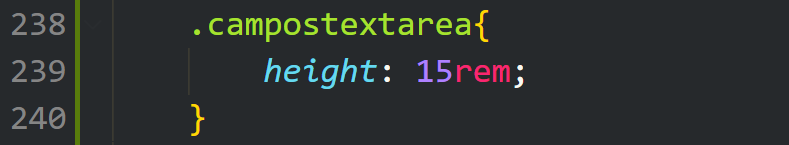 238 .campostextarea{
239 height: 15rem;
240 }